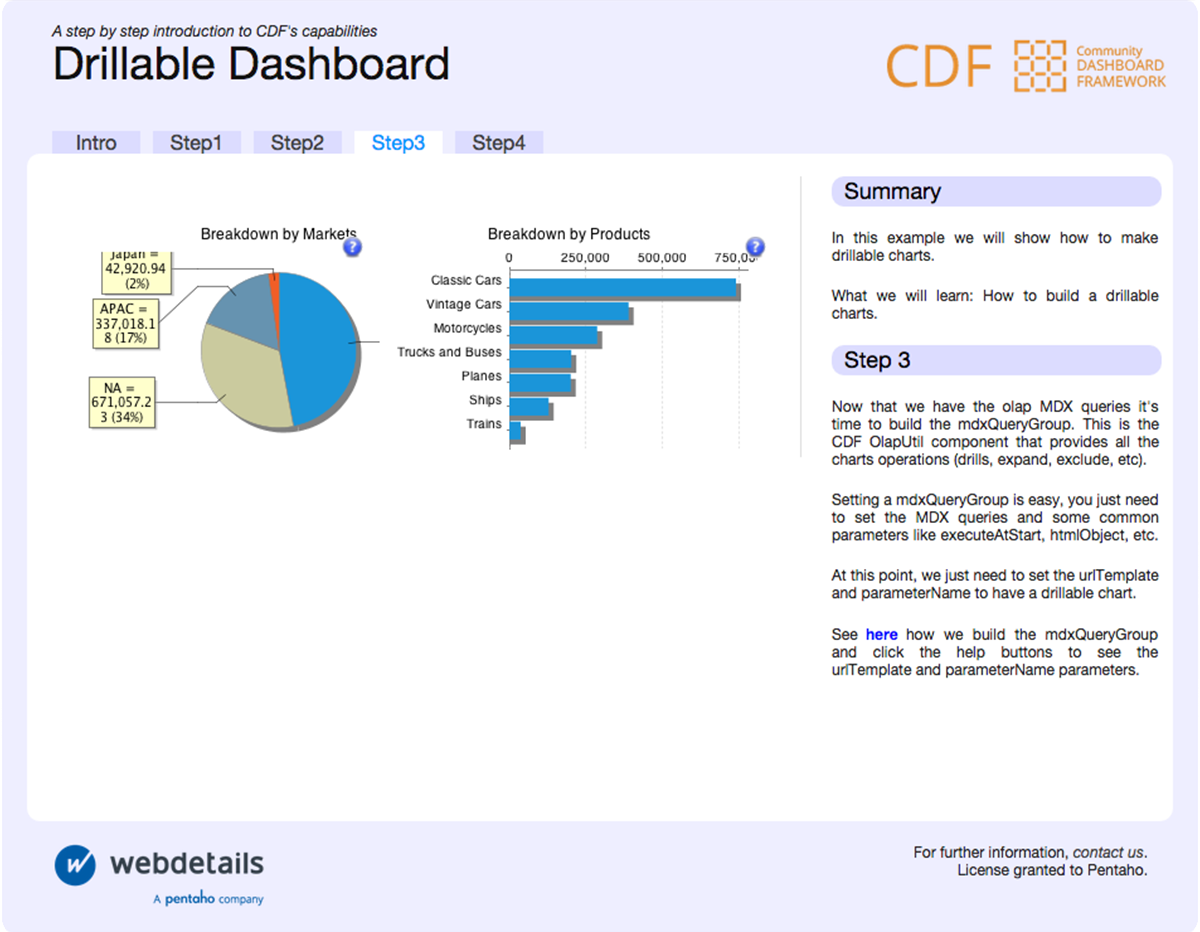 A step by step introduction to CDF's capabilities
Drillable Dashboard
CDF
Community
DASHBOARD
FRAMEWORK
Intro
Step1
Step2
Step3
Step4
Breakdown by Markets
?
Japan =
42,920.94
(2%)
APAC =
337,018.1
8 (17%)
NA =
671,057.2
3 (34%)
Breakdown by Products
?
0
250,000
500,000
Classic Cars
Vintage Cars
Motorcycles
Trucks and Buses
Planes
Ships
Trains
Summary
In this example we will show how to make
drillable charts.
What we will learn: How to build a drillable
charts.
Step 3
Now that we have the olap MDX queries it's
time to build the mdxQueryGroup. This is the
CDF OlapUtil component that provides all the
charts operations (drills, expand, exclude, etc).
Setting a mdxQueryGroup is easy, you just need
to set the MDX queries and some common
parameters like executeAtStart, htmlObject, etc.
At this point, we just need to set the urlTemplate
and parameterName to have a drillable chart.
See here how we build the mdxQueryGroup
and click the help buttons to see the
urlTemplate and parameterName parameters.
w
webdetails
A pentaho company
For further information, contact us.
License granted to Pentaho.